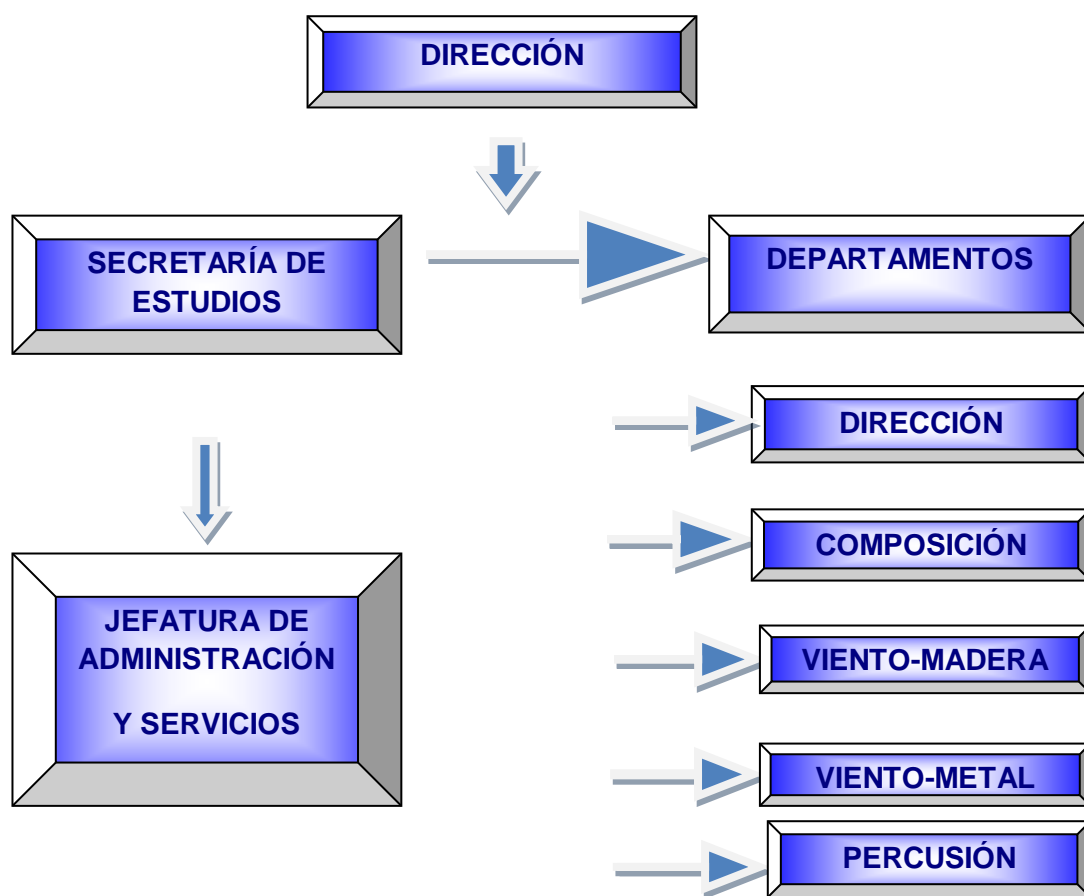 DIRECCIÓN
SECRETARÍA DE
ESTUDIOS
DEPARTAMENTOS
DIRECCIÓN
COMPOSICIÓN
JEFATURA DE
ADMINISTRACIÓN
Y SERVICIOS
VIENTO-MADERA
VIENTO-METAL
PERCUSIÓN